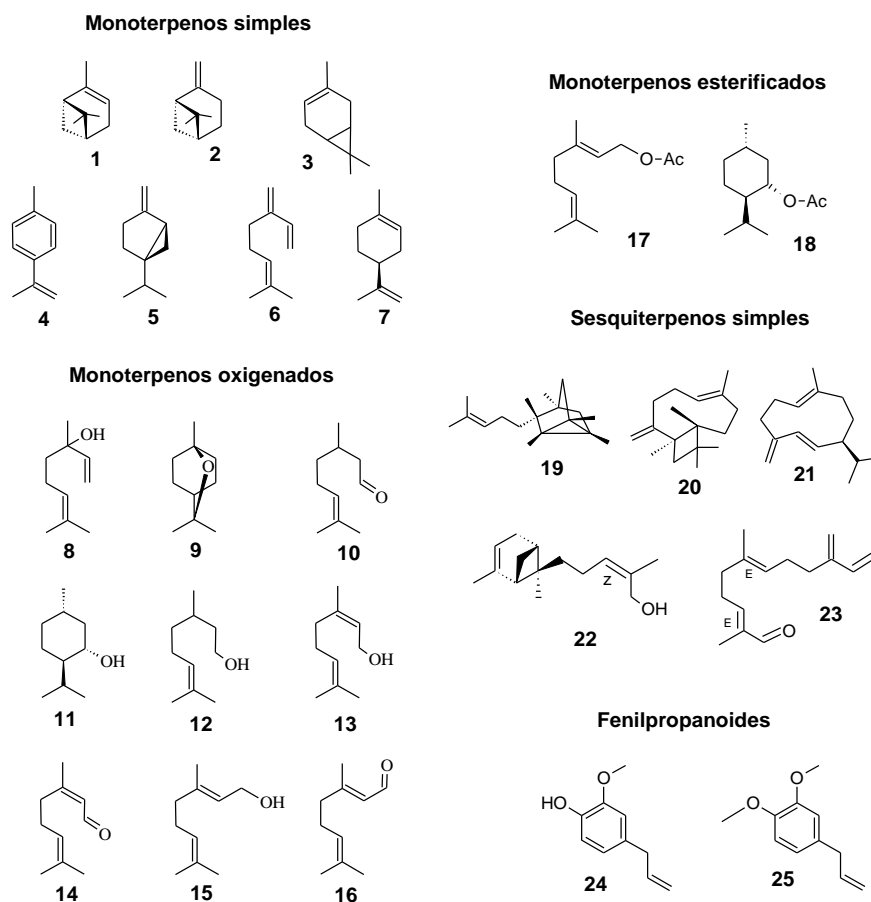 Monoterpenos simples
1
2
3
4
5
6
7
Monoterpenos oxigenados
OH
8
O
9
O
10
OH
11
OH
12
OH
13
O
14
OH
15
O
16
Monoterpenos esterificados
O-Ac
17
O-Ac
18
Sesquiterpenos simples
19
20
21
Z
OH
22
E
E
O
23
Fenilpropanoides
O
HO
24
O
O
25